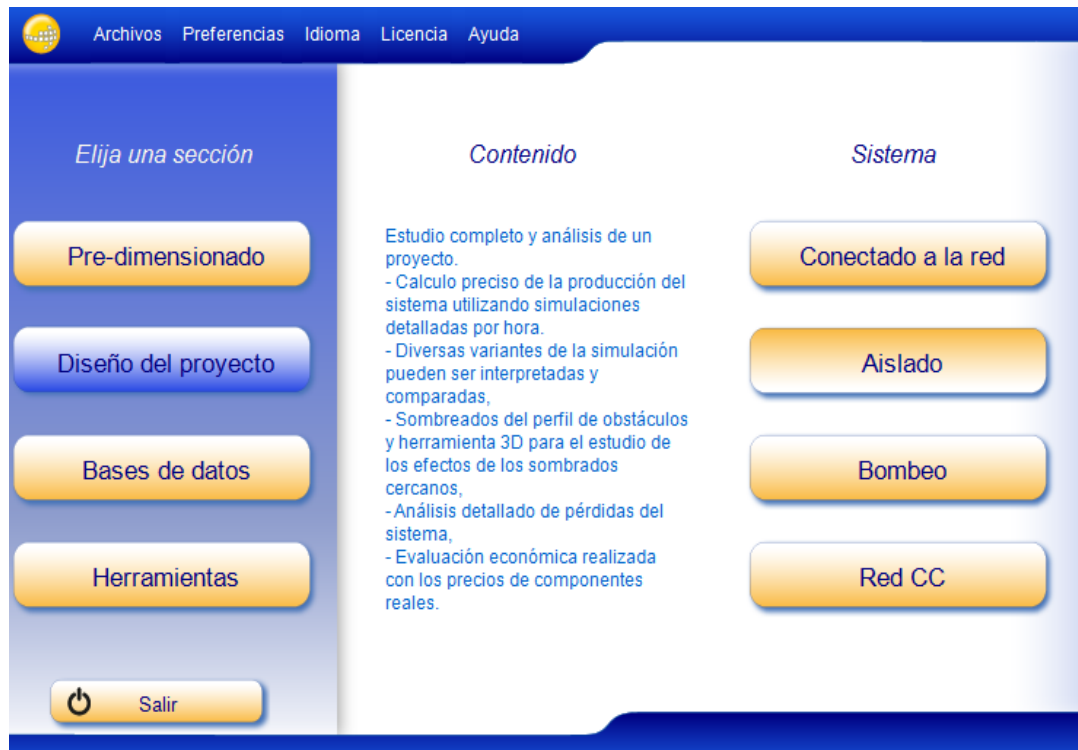 Archivos Preferencias Idioma Licencia Ayuda
Elija una sección
Pre-dimensionado
Diseño del proyecto
Bases de datos
Herramientas
Salir
Contenido
Estudio completo y análisis de un
proyecto.
- Calculo preciso de la producción del
sistema utilizando simulaciones
detalladas por hora.
- Diversas variantes de la simulación
pueden ser interpretadas y
comparadas,
- Sombreados del perfil de obstáculos
y herramienta 3D para el estudio de
los efectos de los sombrados
cercanos,
- Análisis detallado de pérdidas del
sistema,
- Evaluación económica realizada
con los precios de componentes
reales.
Sistema
Conectado a la red
Aislado
Bombeo
Red CC